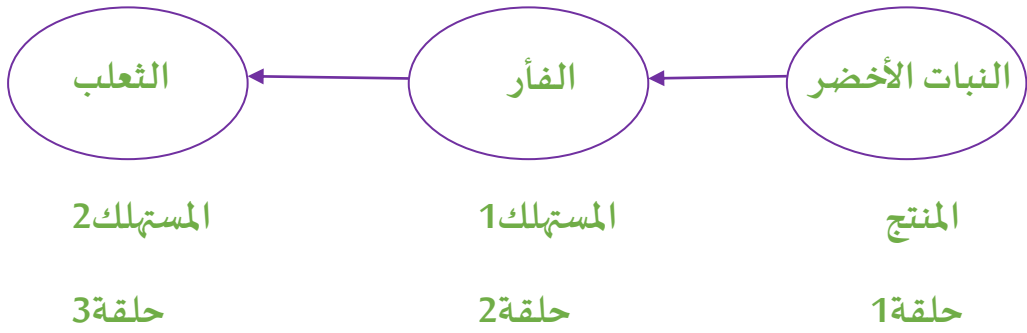 النبات الأخضر الفأر الثعلب
المنتج المستهلك1 المستهلك2
حلقة1 حلقة2 حلقة3